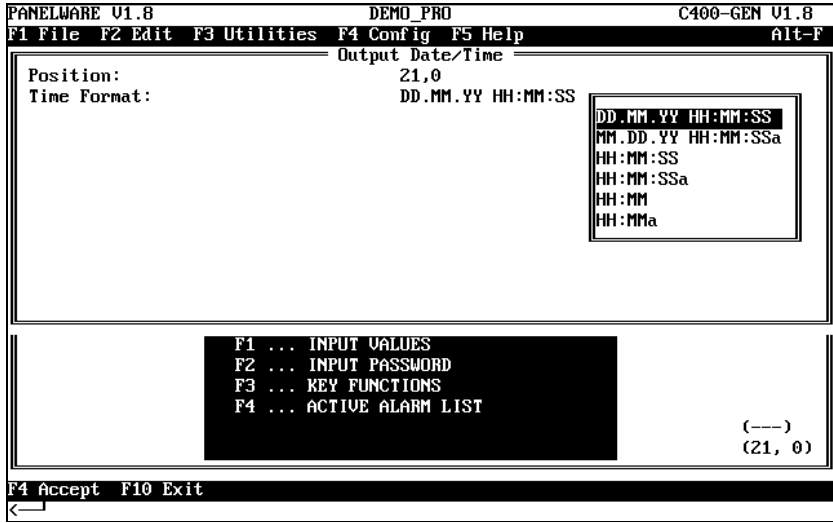 PANELWARE V1.8 DEMO_PRO C400-GEN V1.8
F1 File F2 Edit F3 Utilities F4 Config F5 Help Alt-F
Output Date/Time
Position: 21,0
Time Format: DD.MM.YY HH:MM:SS
DD.MM.YY HH:MM:SS
MM.DD.YY HH:MM:SSa
HH:MM:SS
HH:MM:SSa
HH:MM
HH:MMa
F1 ... INPUT VALUES
F2 ... INPUT PASSWORD
F3 ... KEY FUNCTIONS
F4 ... ACTIVE ALARM LIST
(---)
(21, 0)
F4 Accept F10 Exit